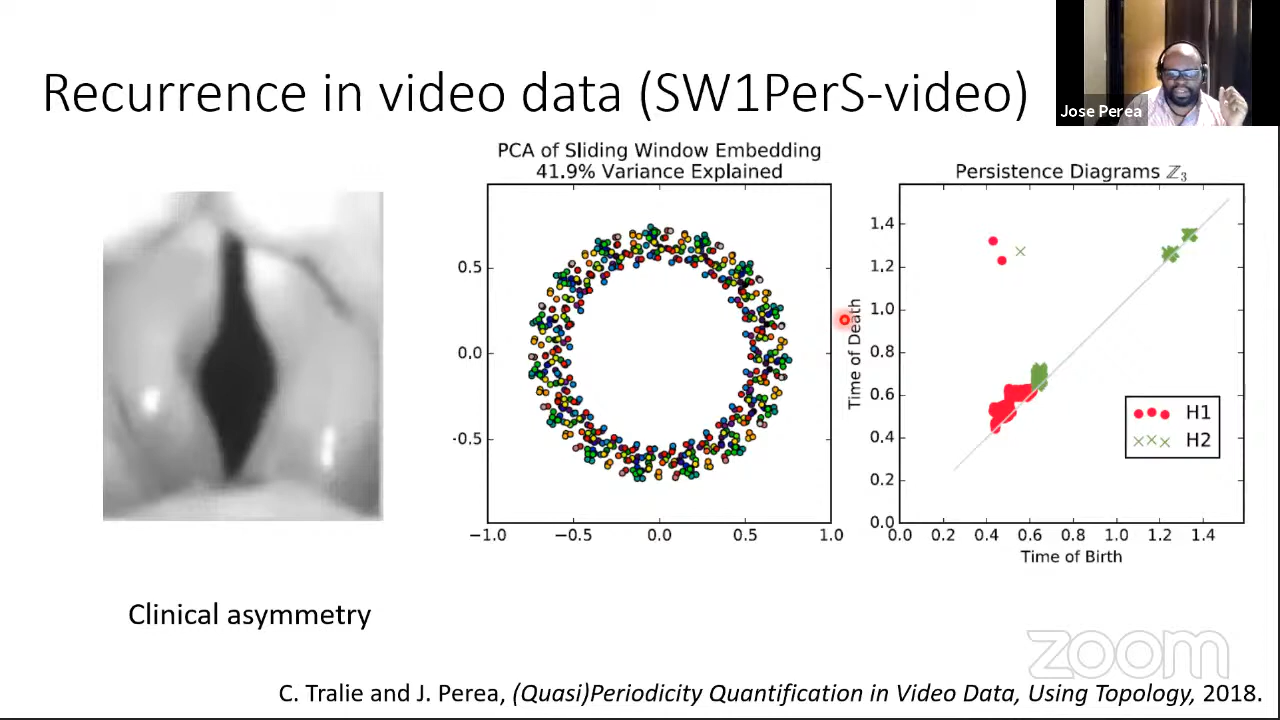 Recurrence in video data (SW1PerS-video)
Jose Perea
PCA of Sliding Window Embedding
41.9% Variance Explained
0.5
0.0
-0.5
−1.0 −0.5 0.0 0.5 1.0
Persistence Diagrams ℤ₃
Time of Death
1.4
1.2
1.0
0.8
0.6
0.4
0.2
0.0
H1
H2
0.0 0.2 0.4 0.6 0.8 1.0 1.2 1.4
Time of Birth
Clinical asymmetry
zoom
C. Tralie and J. Perea, (Quasi)Periodicity Quantification in Video Data, Using Topology, 2018.